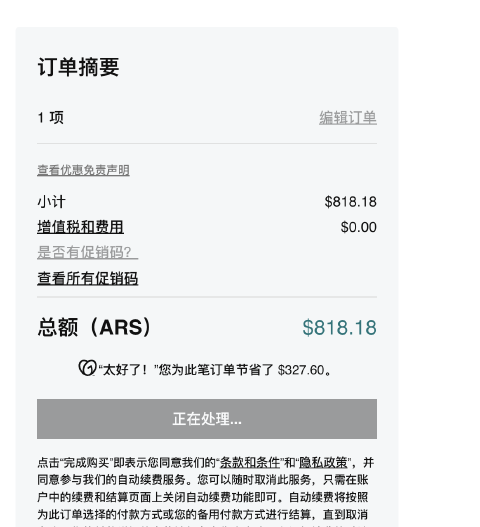 订单摘要
1 项 编辑订单
查看优惠免责声明
小计 $818.18
增值税和费用 $0.00
是否有促销码?
查看所有促销码
总额（ARS） $818.18
“太好了！”您为此笔订单节省了 $327.60。
正在处理...
点击“完成购买”即表示您同意我们的“条款和条件”和“隐私政策”，并
同意参与我们的自动续费服务。您可以随时取消此服务，只需在账
户中的续费和结算页面上关闭自动续费功能即可。自动续费将按照
为此订单选择的付款方式或您的备用付款方式进行结算，直到取消